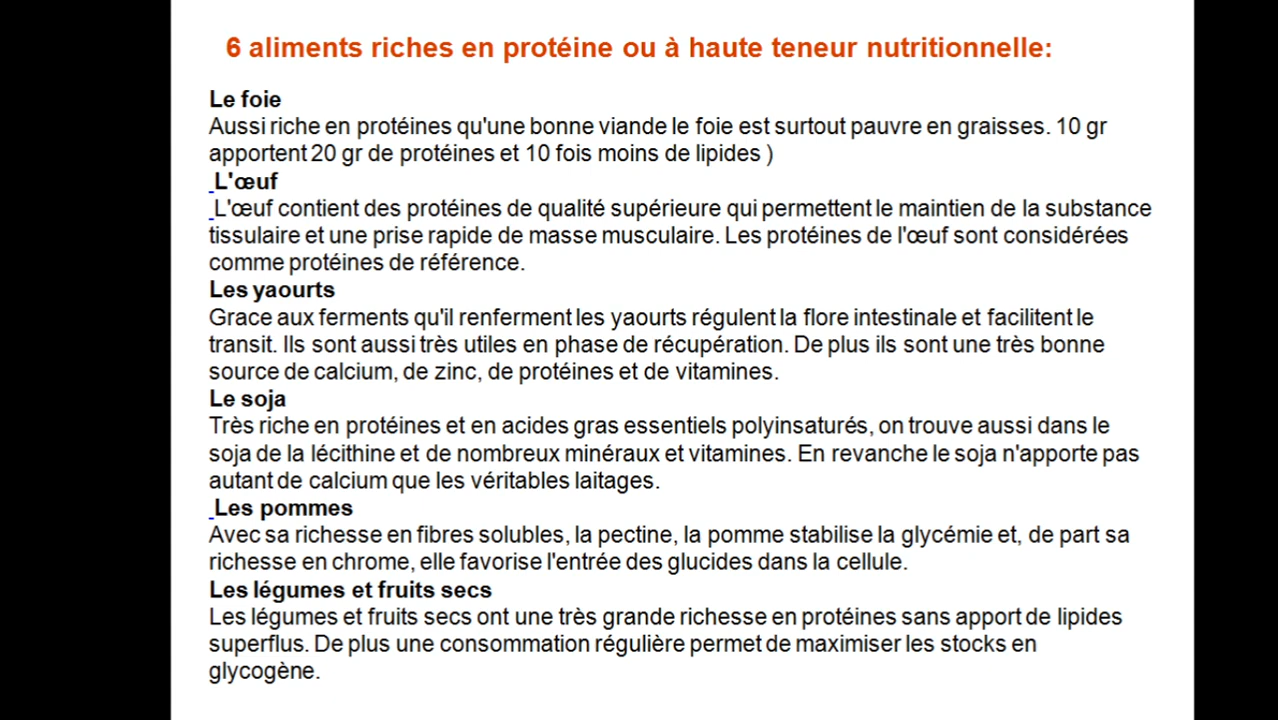 6 aliments riches en protéine ou à haute teneur nutritionnelle:
Le foie
Aussi riche en protéines qu'une bonne viande le foie est surtout pauvre en graisses. 10 gr
apportent 20 gr de protéines et 10 fois moins de lipides )
L'œuf
L'œuf contient des protéines de qualité supérieure qui permettent le maintien de la substance
tissulaire et une prise rapide de masse musculaire. Les protéines de l'œuf sont considérées
comme protéines de référence.
Les yaourts
Grace aux ferments qu'il renferment les yaourts régulent la flore intestinale et facilitent le
transit. Ils sont aussi très utiles en phase de récupération. De plus ils sont une très bonne
source de calcium, de zinc, de protéines et de vitamines.
Le soja
Très riche en protéines et en acides gras essentiels polyinsaturés, on trouve aussi dans le
soja de la lécithine et de nombreux minéraux et vitamines. En revanche le soja n'apporte pas
autant de calcium que les véritables laitages.
Les pommes
Avec sa richesse en fibres solubles, la pectine, la pomme stabilise la glycémie et, de part sa
richesse en chrome, elle favorise l'entrée des glucides dans la cellule.
Les légumes et fruits secs
Les légumes et fruits secs ont une très grande richesse en protéines sans apport de lipides
superflus. De plus une consommation régulière permet de maximiser les stocks en
glycogène.